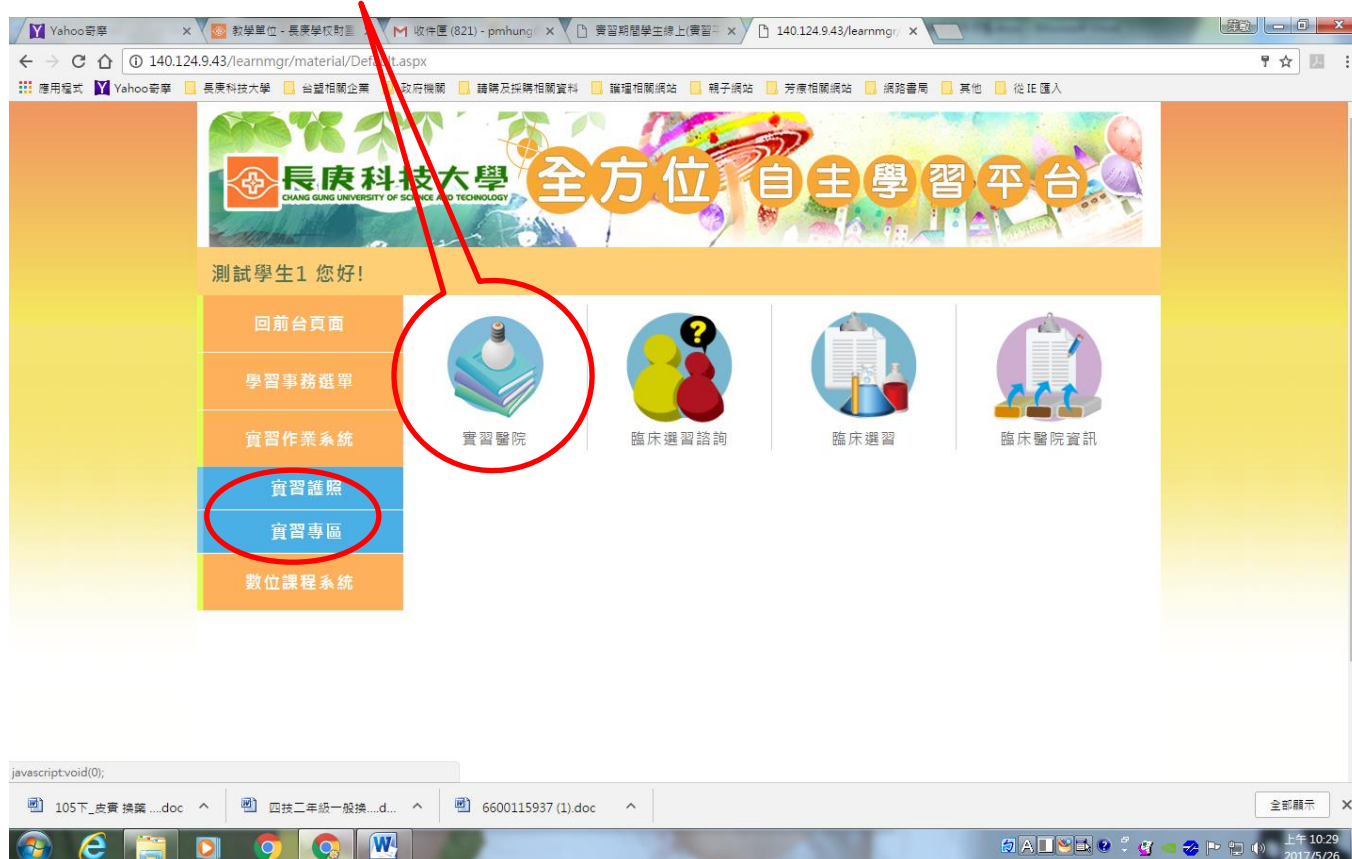 Yahoo奇摩
教學單位 - 長庚學校財團
收件匣 (821) - pmhung
實習期間學生線上(實習
140.124.9.43/learnmgr/
140.124.9.43/learnmgr/material/Default.aspx
應用程式 Yahoo奇摩 長庚科技大學 台塑相關企業 政府機關 請購及採購相關資料 護理相關網站 親子網站 芳療相關網站 網路書局 其他 從 IE 匯入
長庚科技大學
CHANG GUNG UNIVERSITY OF SCIENCE AND TECHNOLOGY
全方位自主學習平台
測試學生1 您好!
回前台頁面
學習事務選單
實習作業系統
實習護照
實習專區
數位課程系統
實習醫院
臨床選習諮詢
臨床選習
臨床醫院資訊
javascript:void(0);
105下_皮膏 換藥 ....doc
四技二年級一般換....d...
6600115937 (1).doc
全部顯示
上午 10:29
2017/5/26